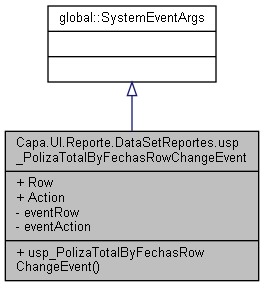 global::SystemEventArgs
Capa.UI.Reporte.DataSetReportes.usp
_PolizaTotalByFechasRowChangeEvent
+ Row
+ Action
- eventRow
- eventAction
+ usp_PolizaTotalByFechasRow
ChangeEvent()